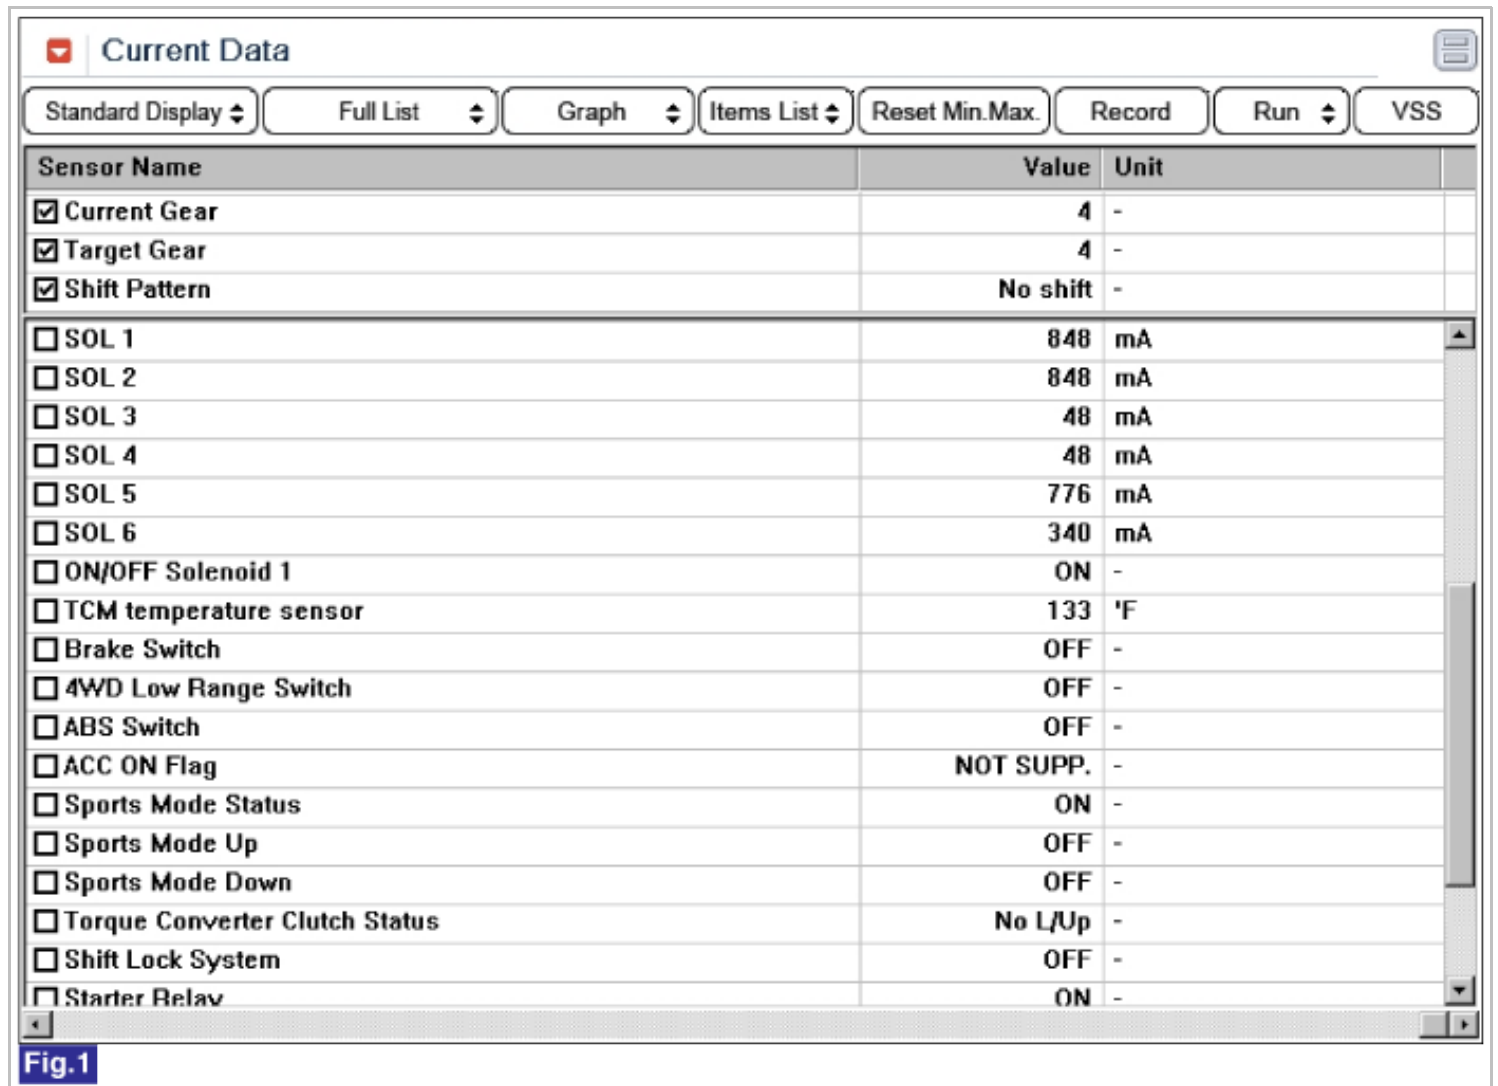 Current Data
Standard Display Full List Graph Items List Reset Min.Max. Record Run VSS
Sensor Name Value Unit
Current Gear 4 -
Target Gear 4 -
Shift Pattern No shift -
SOL 1 848 mA
SOL 2 848 mA
SOL 3 48 mA
SOL 4 48 mA
SOL 5 776 mA
SOL 6 340 mA
ON/OFF Solenoid 1 ON -
TCM temperature sensor 133 'F
Brake Switch OFF -
4WD Low Range Switch OFF -
ABS Switch OFF -
ACC ON Flag NOT SUPP. -
Sports Mode Status ON -
Sports Mode Up OFF -
Sports Mode Down OFF -
Torque Converter Clutch Status No L/Up -
Shift Lock System OFF -
Starter Relay ON -
Fig.1